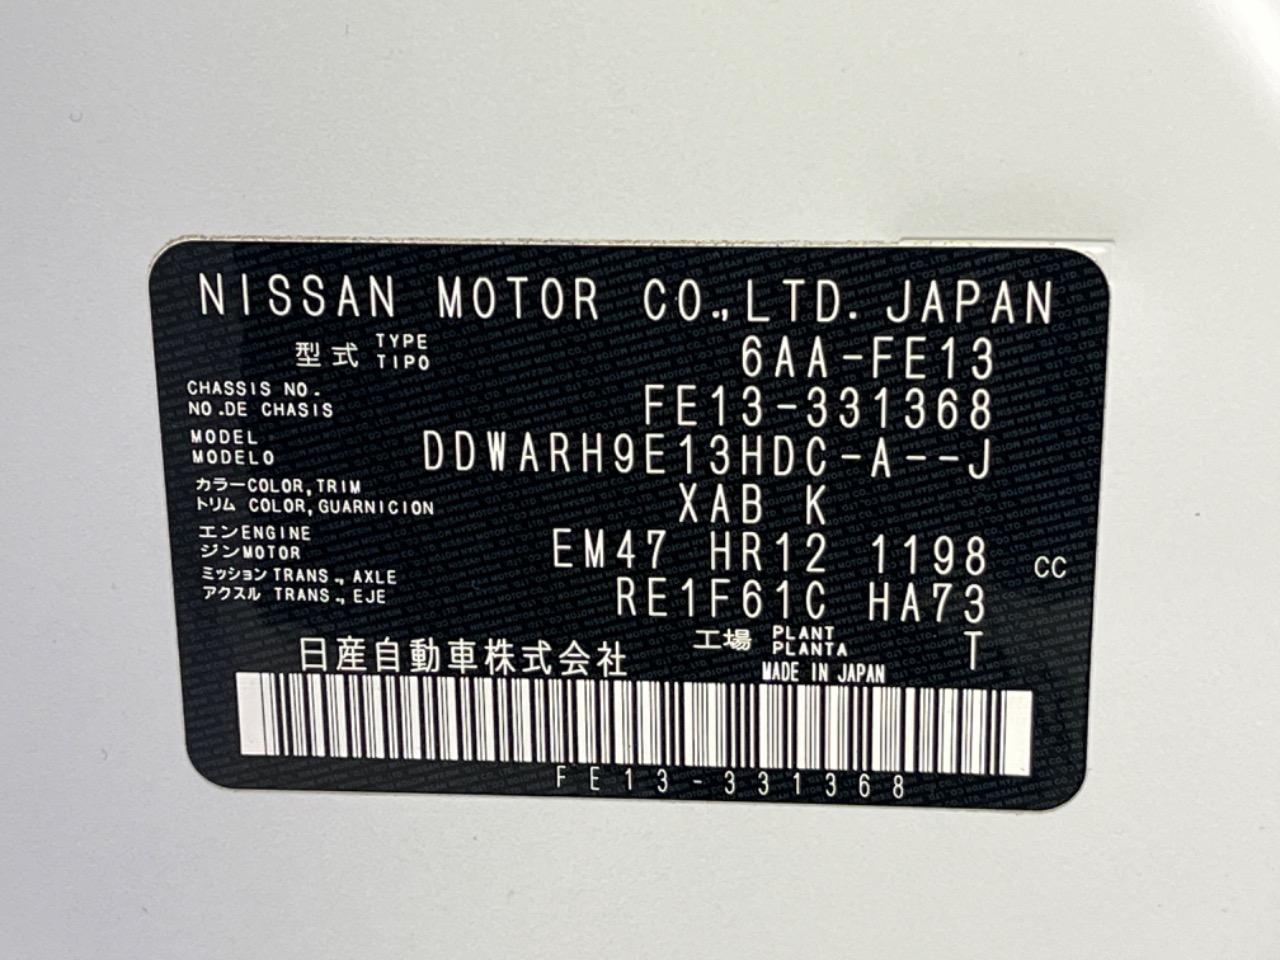 NISSAN MOTOR CO.,LTD. JAPAN
型式 TYPE TIPO 6AA-FE13
CHASSIS NO. NO.DE CHASIS FE13-331368
MODEL MODELO DDWARH9E13HDC-A--J
カラー COLOR,TRIM
トリム COLOR,GUARNICION XAB K
エン ENGINE
ジン MOTOR EM47 HR12 1198 CC
ミッション TRANS., AXLE
アクスル TRANS., EJE RE1F61C HA73
工場 PLANT PLANTA T
日産自動車株式会社 MADE IN JAPAN
FE13-331368